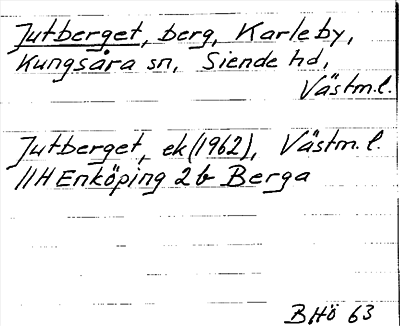 Jutberget, berg, Karleby,
Kungsåra sn, Siende hd,
Västm.l.
Jutberget, ek(1962), Västm.l.
11H Enköping 2b Berga
BHö 63